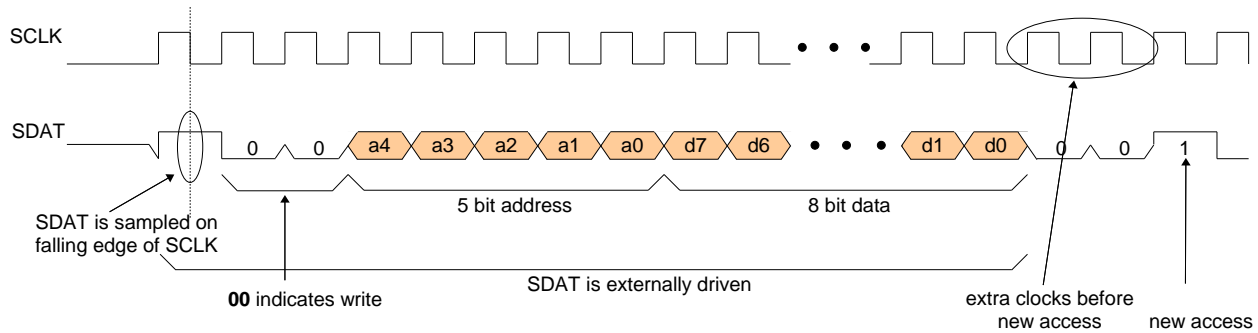 SCLK
SDAT
0 0 a4 a3 a2 a1 a0 d7 d6 d1 d0 0 0 1
SDAT is sampled on
falling edge of SCLK
5 bit address
8 bit data
00 indicates write
SDAT is externally driven
extra clocks before
new access
new access